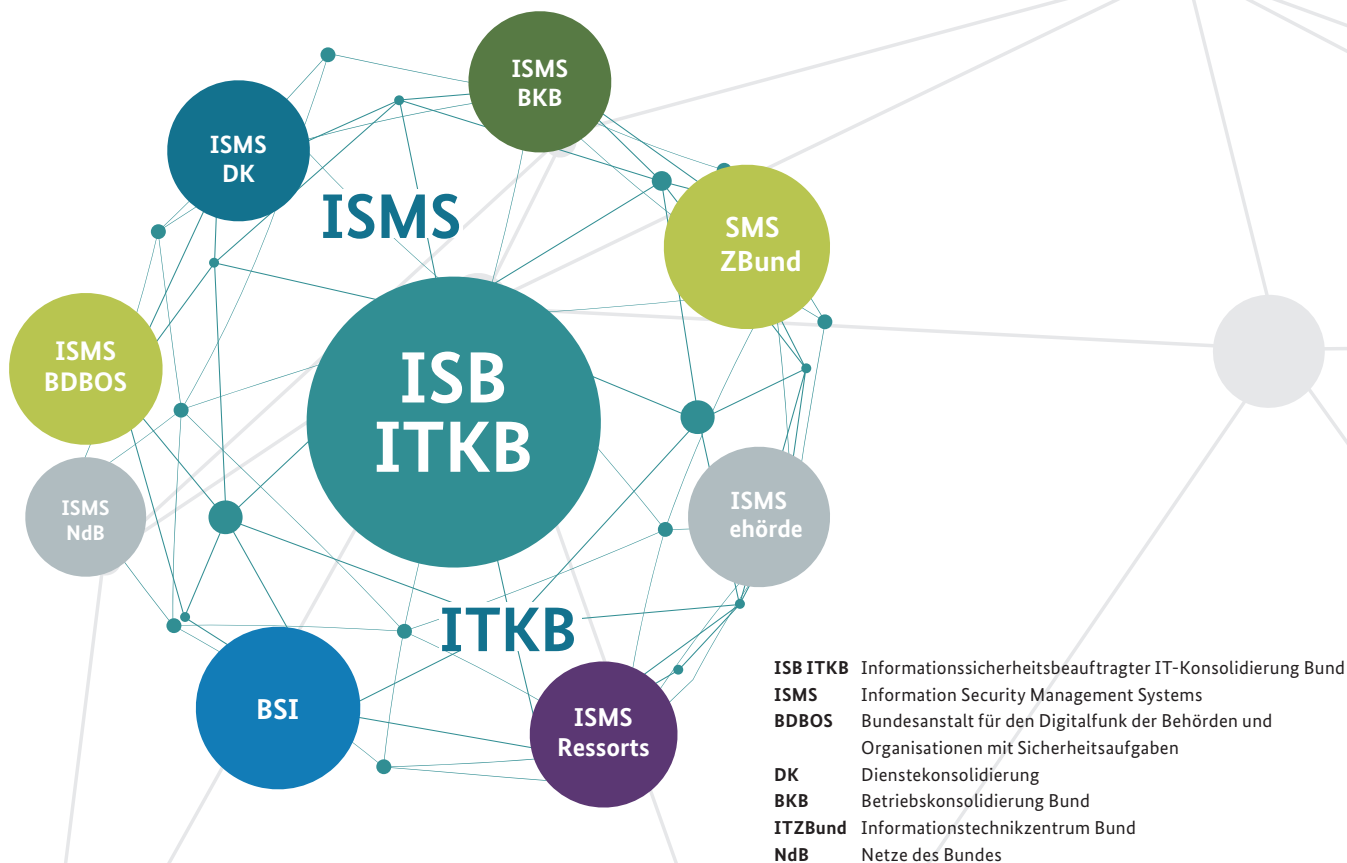 ISMS
BKB
ISMS
DK
ISMS
SMS
ZBund
ISMS
BDBOS
ISB
ITKB
ISMS
NdB
ISMS
ehörde
ITKB
BSI
ISMS
Ressorts
ISB ITKB Informationssicherheitsbeauftragter IT-Konsolidierung Bund
ISMS Information Security Management Systems
BDBOS Bundesanstalt für den Digitalfunk der Behörden und
Organisationen mit Sicherheitsaufgaben
DK Dienstekonsolidierung
BKB Betriebskonsolidierung Bund
ITZBund Informationstechnikzentrum Bund
NdB Netze des Bundes